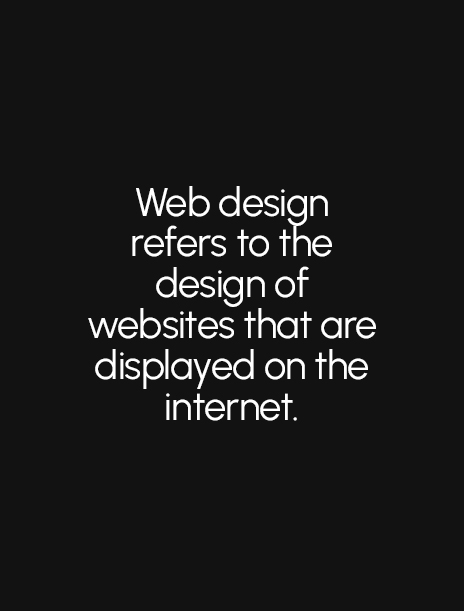 Web design
refers to the
design of
websites that are
displayed on the
internet.